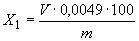 X₁ = V · 0,0049 · 100 / m